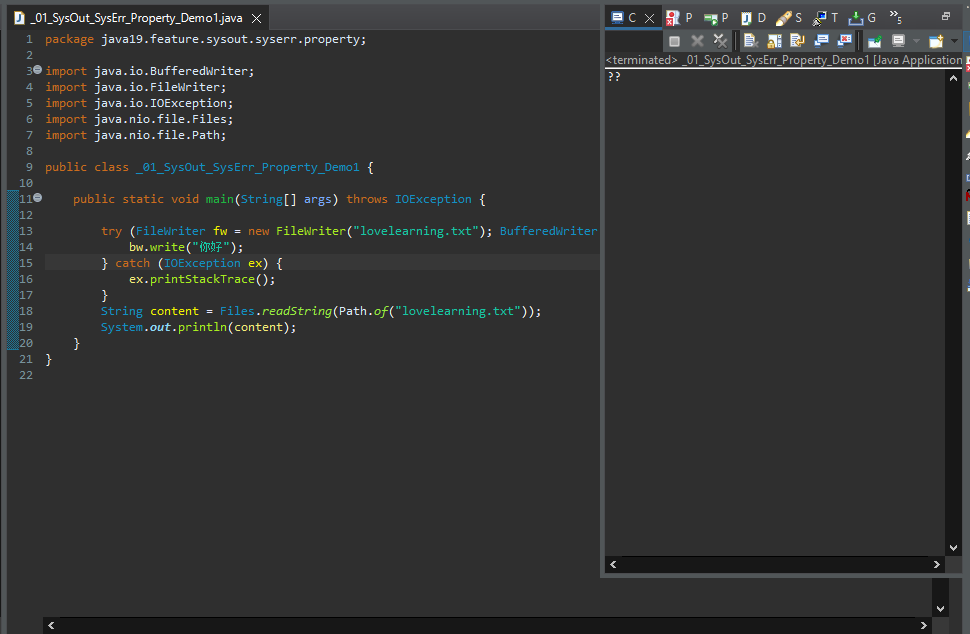 _01_SysOut_SysErr_Property_Demo1.java
1 package java19.feature.sysout.syserr.property;
2
3 import java.io.BufferedWriter;
4 import java.io.FileWriter;
5 import java.io.IOException;
6 import java.nio.file.Files;
7 import java.nio.file.Path;
8
9 public class _01_SysOut_SysErr_Property_Demo1 {
10
11 public static void main(String[] args) throws IOException {
12
13 try (FileWriter fw = new FileWriter("lovelearning.txt"); BufferedWriter
14 bw.write("你好");
15 } catch (IOException ex) {
16 ex.printStackTrace();
17 }
18 String content = Files.readString(Path.of("lovelearning.txt"));
19 System.out.println(content);
20 }
21 }
22
C P P D S T G 5
<terminated> _01_SysOut_SysErr_Property_Demo1 [Java Application
??